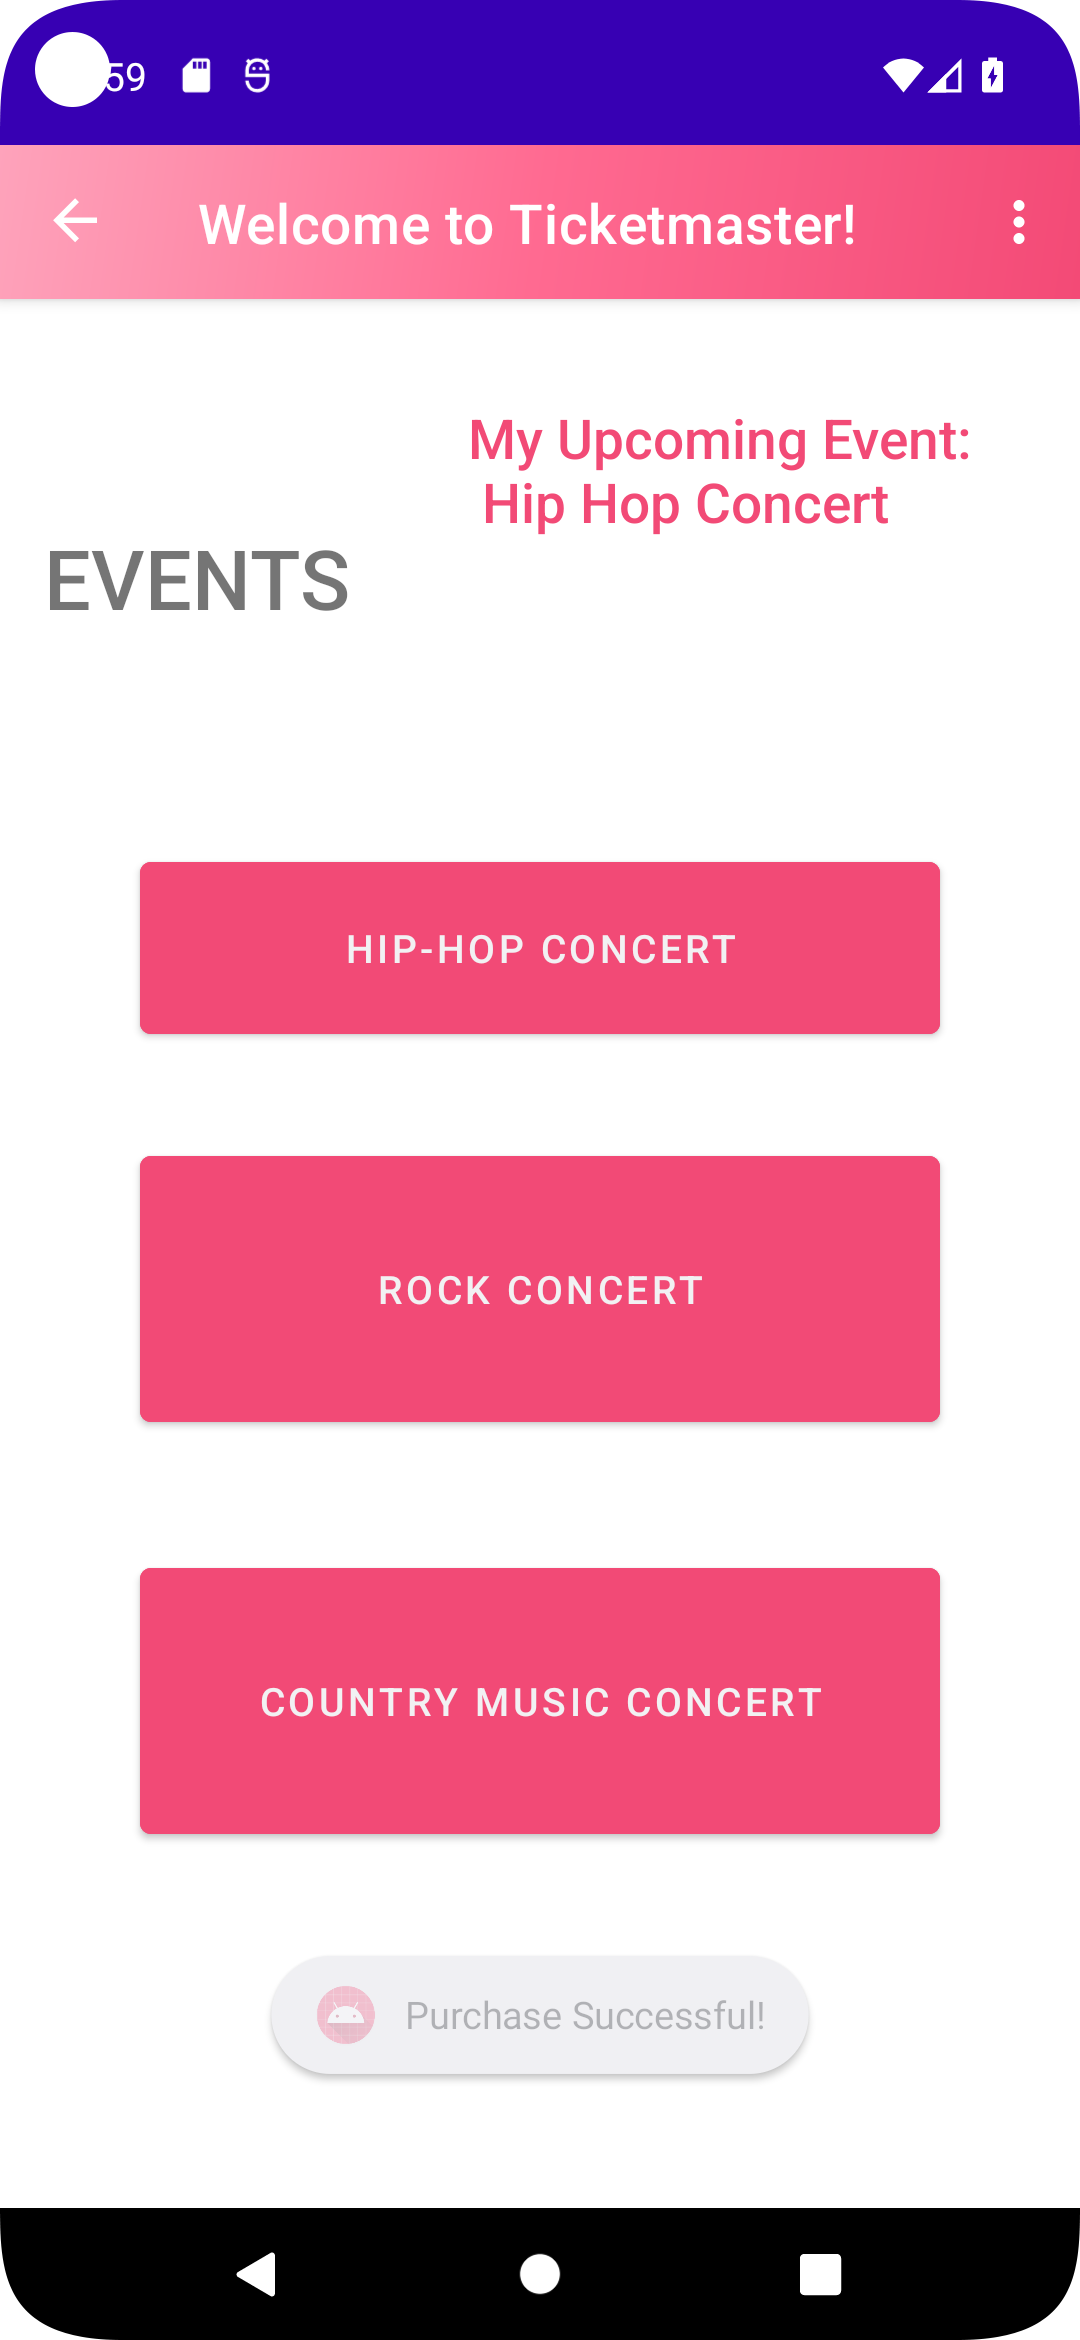 59
Welcome to Ticketmaster!
My Upcoming Event:
Hip Hop Concert
EVENTS
HIP-HOP CONCERT
ROCK CONCERT
COUNTRY MUSIC CONCERT
Purchase Successful!